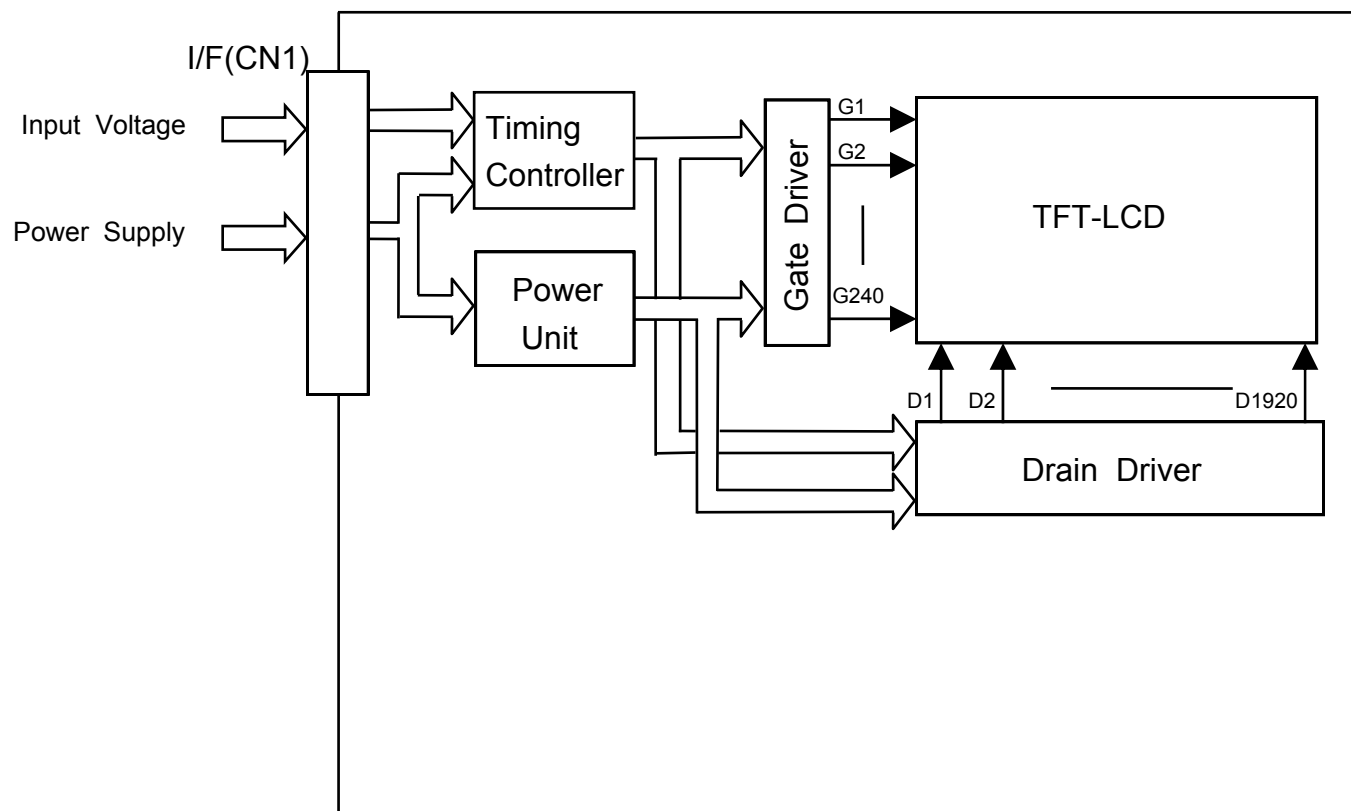 I/F(CN1)
Input Voltage
Power Supply
Timing
Controller
Power
Unit
Gate Driver
G1
G2
G240
TFT-LCD
D1
D2
D1920
Drain Driver